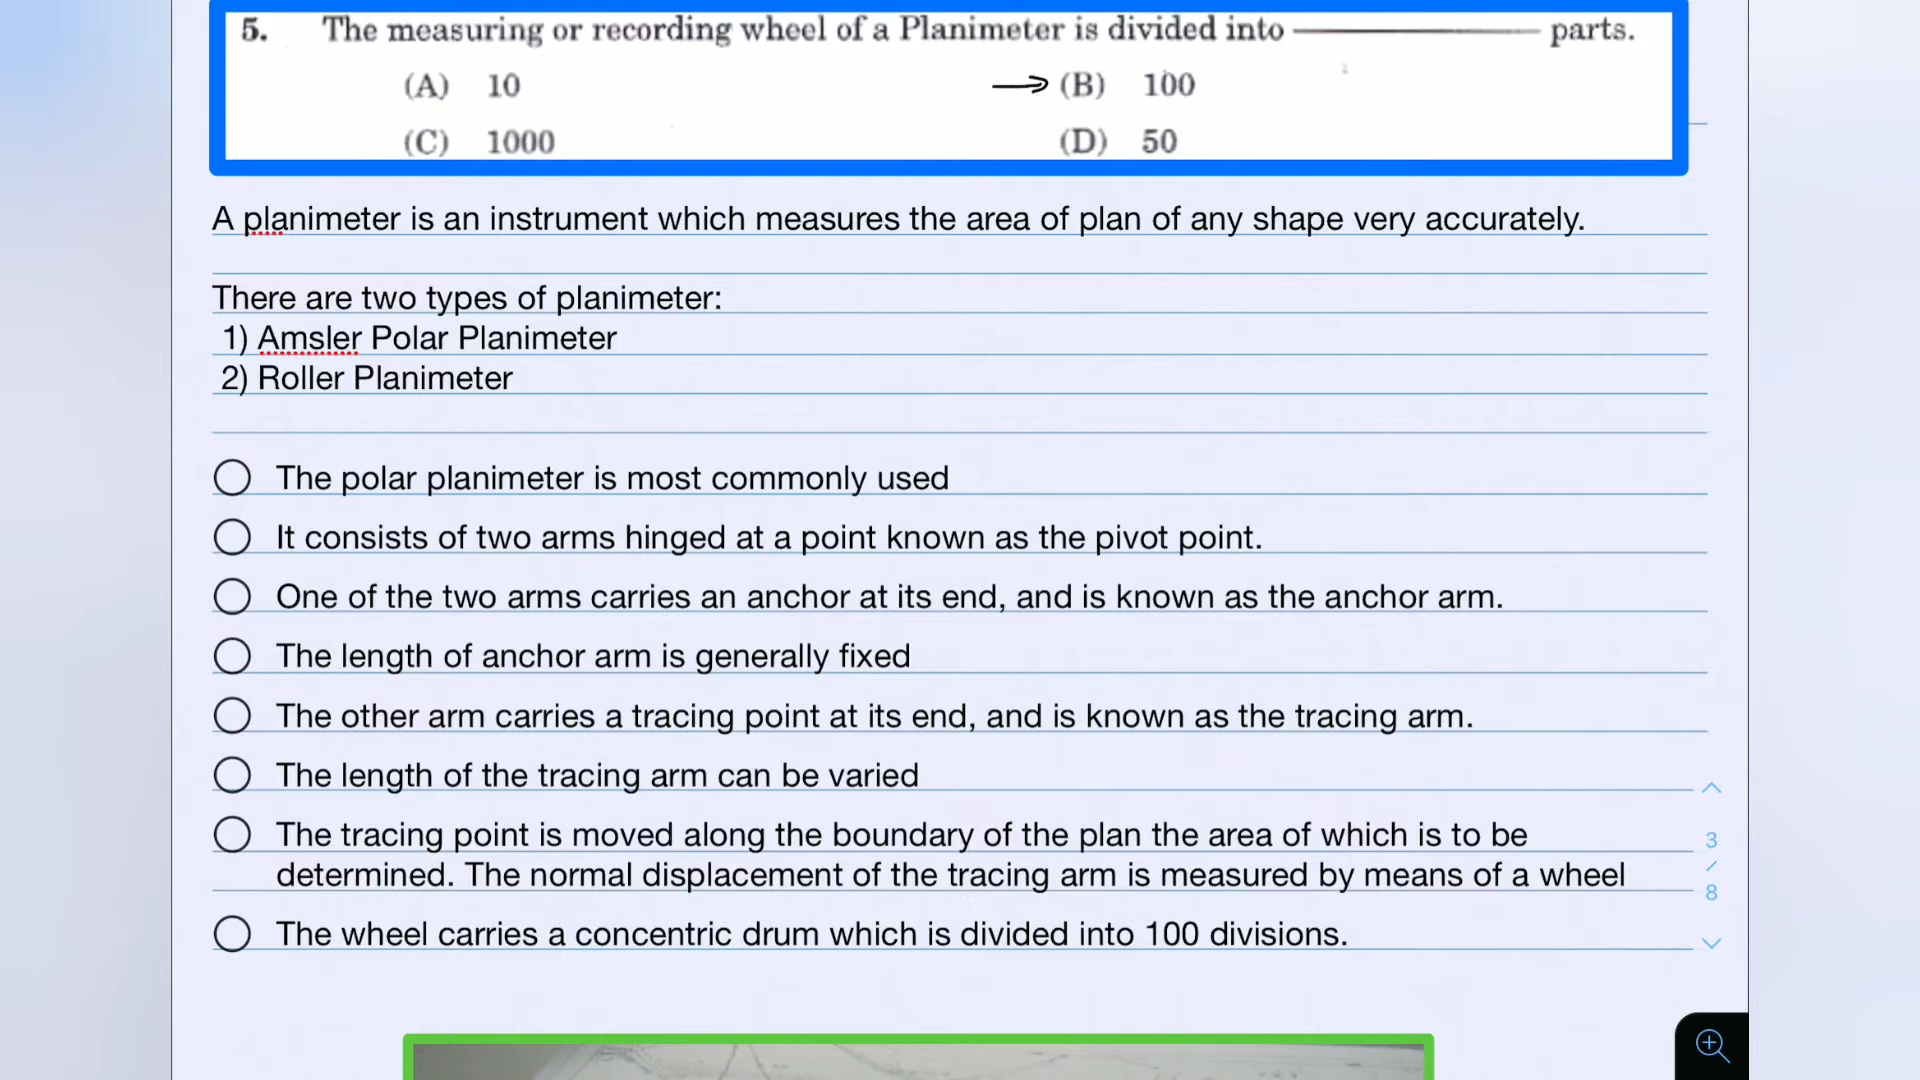 5. The measuring or recording wheel of a Planimeter is divided into ———— parts.
(A) 10 (B) 100
(C) 1000 (D) 50
A planimeter is an instrument which measures the area of plan of any shape very accurately.
There are two types of planimeter:
1) Amsler Polar Planimeter
2) Roller Planimeter
The polar planimeter is most commonly used
It consists of two arms hinged at a point known as the pivot point.
One of the two arms carries an anchor at its end, and is known as the anchor arm.
The length of anchor arm is generally fixed
The other arm carries a tracing point at its end, and is known as the tracing arm.
The length of the tracing arm can be varied
The tracing point is moved along the boundary of the plan the area of which is to be
determined. The normal displacement of the tracing arm is measured by means of a wheel
The wheel carries a concentric drum which is divided into 100 divisions.
3
/
8